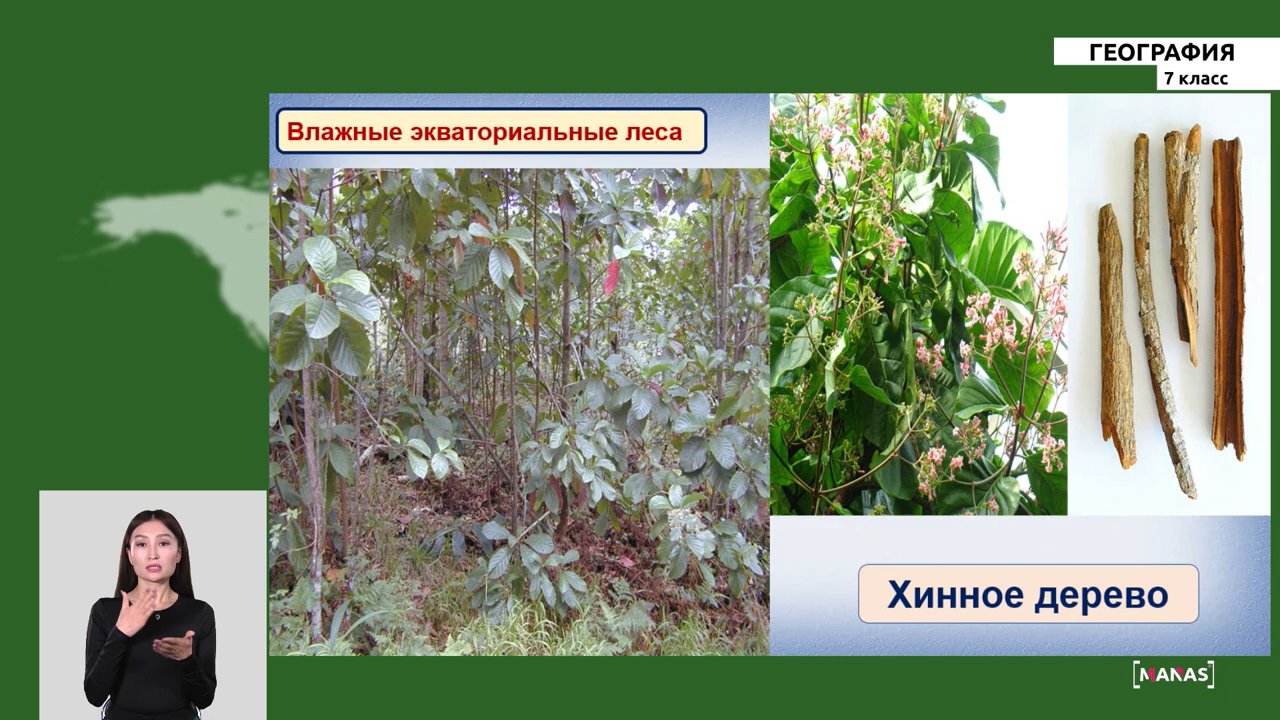 ГЕОГРАФИЯ
7 класс
Влажные экваториальные леса
Хинное дерево
[MANAS]